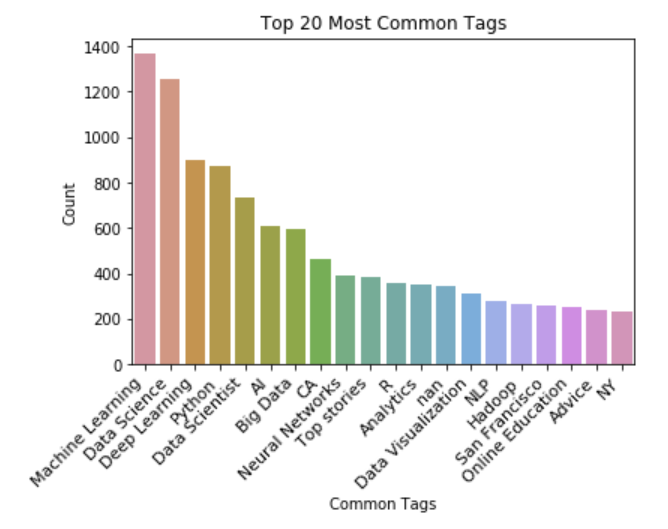 Top 20 Most Common Tags
1400
1200
1000
800
600
400
200
0
Count
Machine Learning
Data Science
Deep Learning
Python
Data Scientist
AI
Big Data
CA
Neural Networks
Top stories
R
Analytics
nan
Data Visualization
NLP
Hadoop
San Francisco
Online Education
Advice
NY
Common Tags